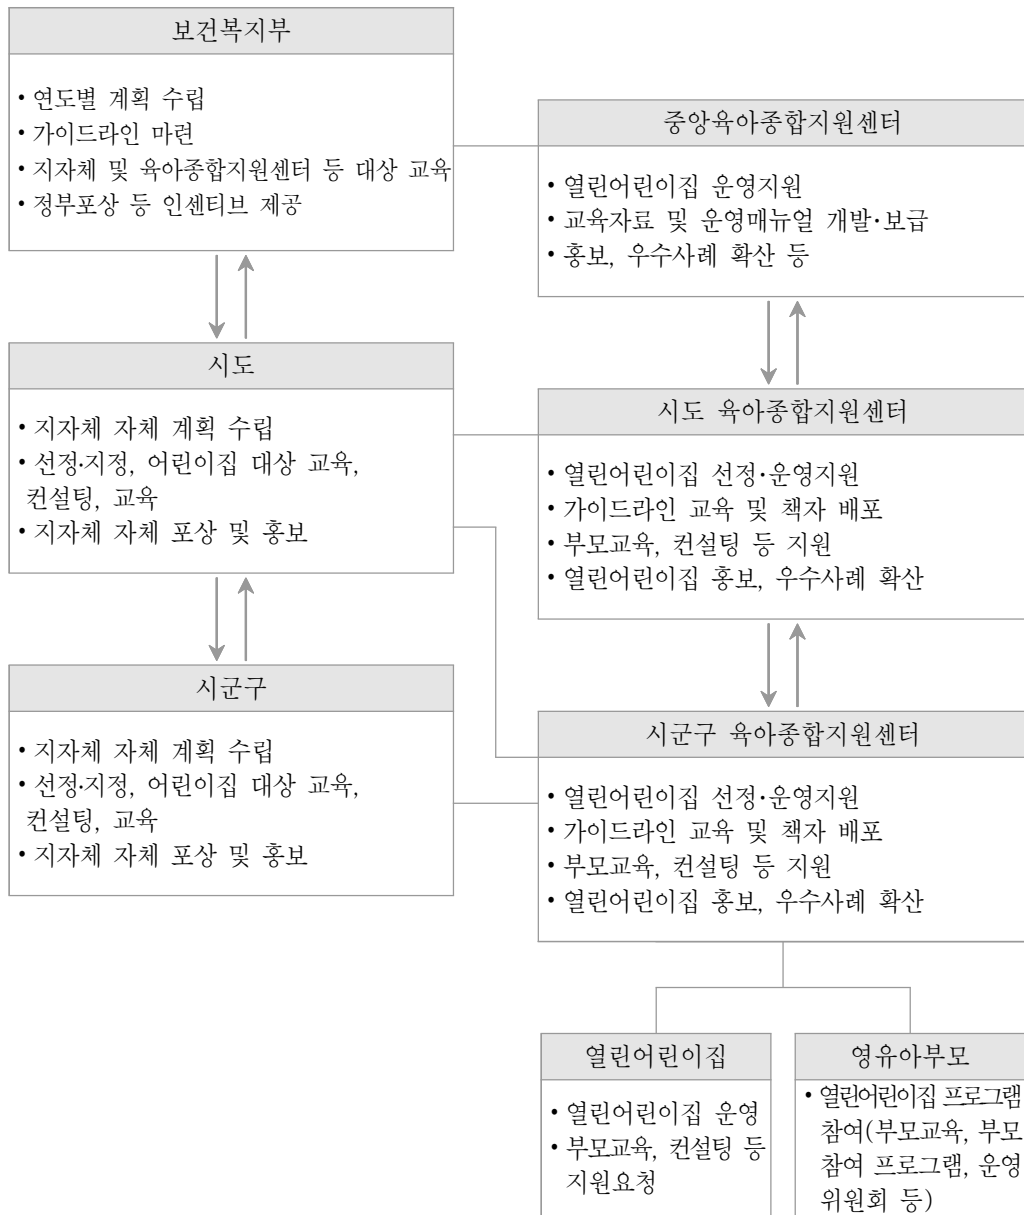 보건복지부
• 연도별 계획 수립
• 가이드라인 마련
• 지자체 및 육아종합지원센터 등 대상 교육
• 정부포상 등 인센티브 제공
중앙육아종합지원센터
• 열린어린이집 운영지원
• 교육자료 및 운영매뉴얼 개발·보급
• 홍보, 우수사례 확산 등
시도
• 지자체 자체 계획 수립
• 선정·지정, 어린이집 대상 교육,
컨설팅, 교육
• 지자체 자체 포상 및 홍보
시도 육아종합지원센터
• 열린어린이집 선정·운영지원
• 가이드라인 교육 및 책자 배포
• 부모교육, 컨설팅 등 지원
• 열린어린이집 홍보, 우수사례 확산
시군구
• 지자체 자체 계획 수립
• 선정·지정, 어린이집 대상 교육,
컨설팅, 교육
• 지자체 자체 포상 및 홍보
시군구 육아종합지원센터
• 열린어린이집 선정·운영지원
• 가이드라인 교육 및 책자 배포
• 부모교육, 컨설팅 등 지원
• 열린어린이집 홍보, 우수사례 확산
열린어린이집
• 열린어린이집 운영
• 부모교육, 컨설팅 등
지원요청
영유아부모
• 열린어린이집 프로그램
참여(부모교육, 부모
참여 프로그램, 운영
위원회 등)